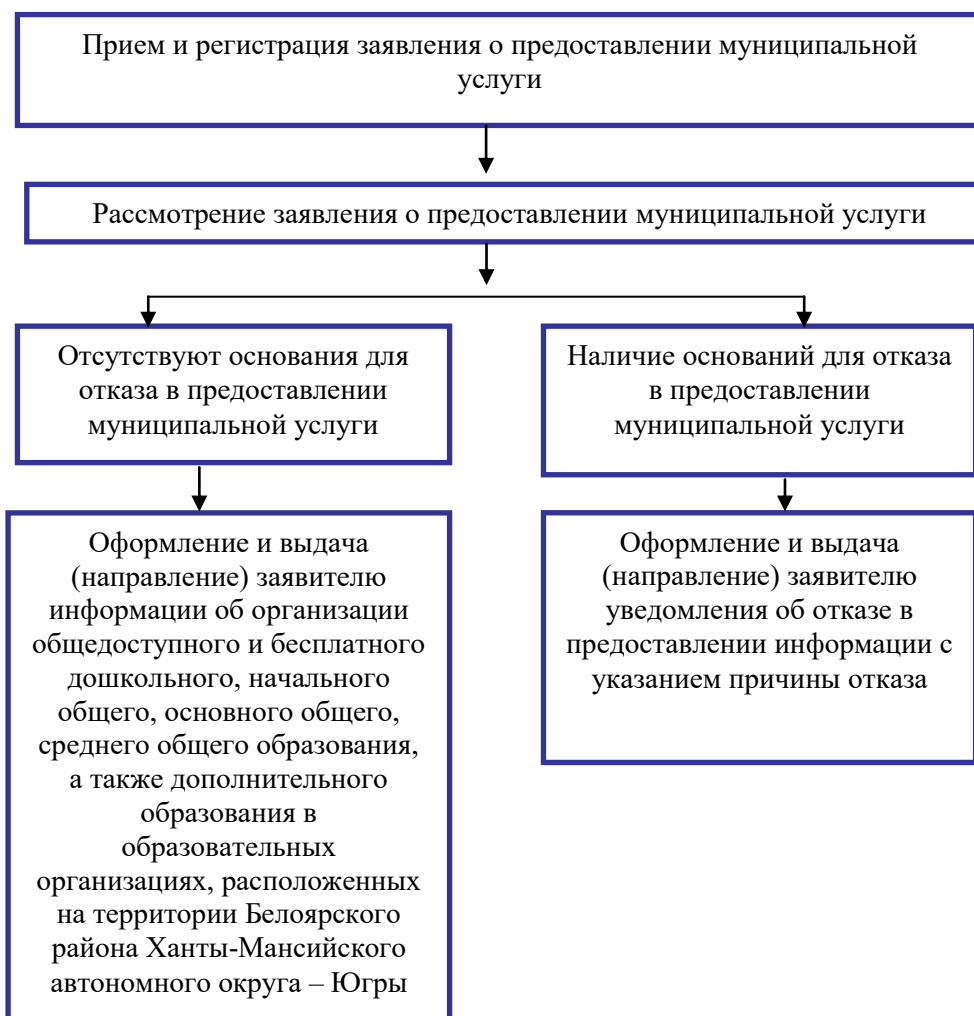 Прием и регистрация заявления о предоставлении муниципальной
услуги
Рассмотрение заявления о предоставлении муниципальной услуги
Отсутствуют основания для
отказа в предоставлении
муниципальной услуги
Наличие оснований для отказа
в предоставлении
муниципальной услуги
Оформление и выдача
(направление) заявителю
информации об организации
общедоступного и бесплатного
дошкольного, начального
общего, основного общего,
среднего общего образования,
а также дополнительного
образования в
образовательных
организациях, расположенных
на территории Белоярского
района Ханты-Мансийского
автономного округа – Югры
Оформление и выдача
(направление) заявителю
уведомления об отказе в
предоставлении информации с
указанием причины отказа